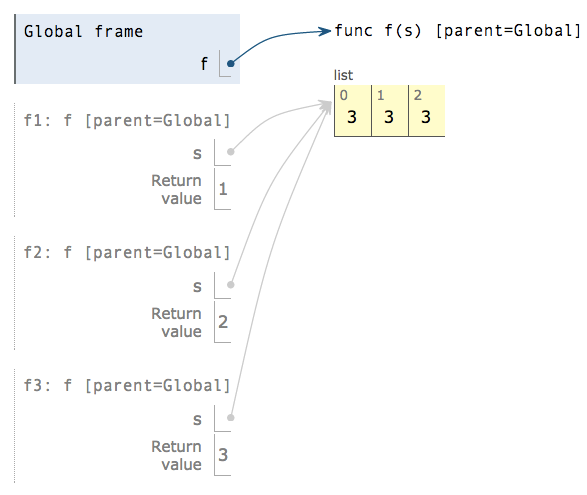 Global frame
f
func f(s) [parent=Global]
list
0 1 2
3 3 3
f1: f [parent=Global]
s
Return
value 1
f2: f [parent=Global]
s
Return
value 2
f3: f [parent=Global]
s
Return
value 3